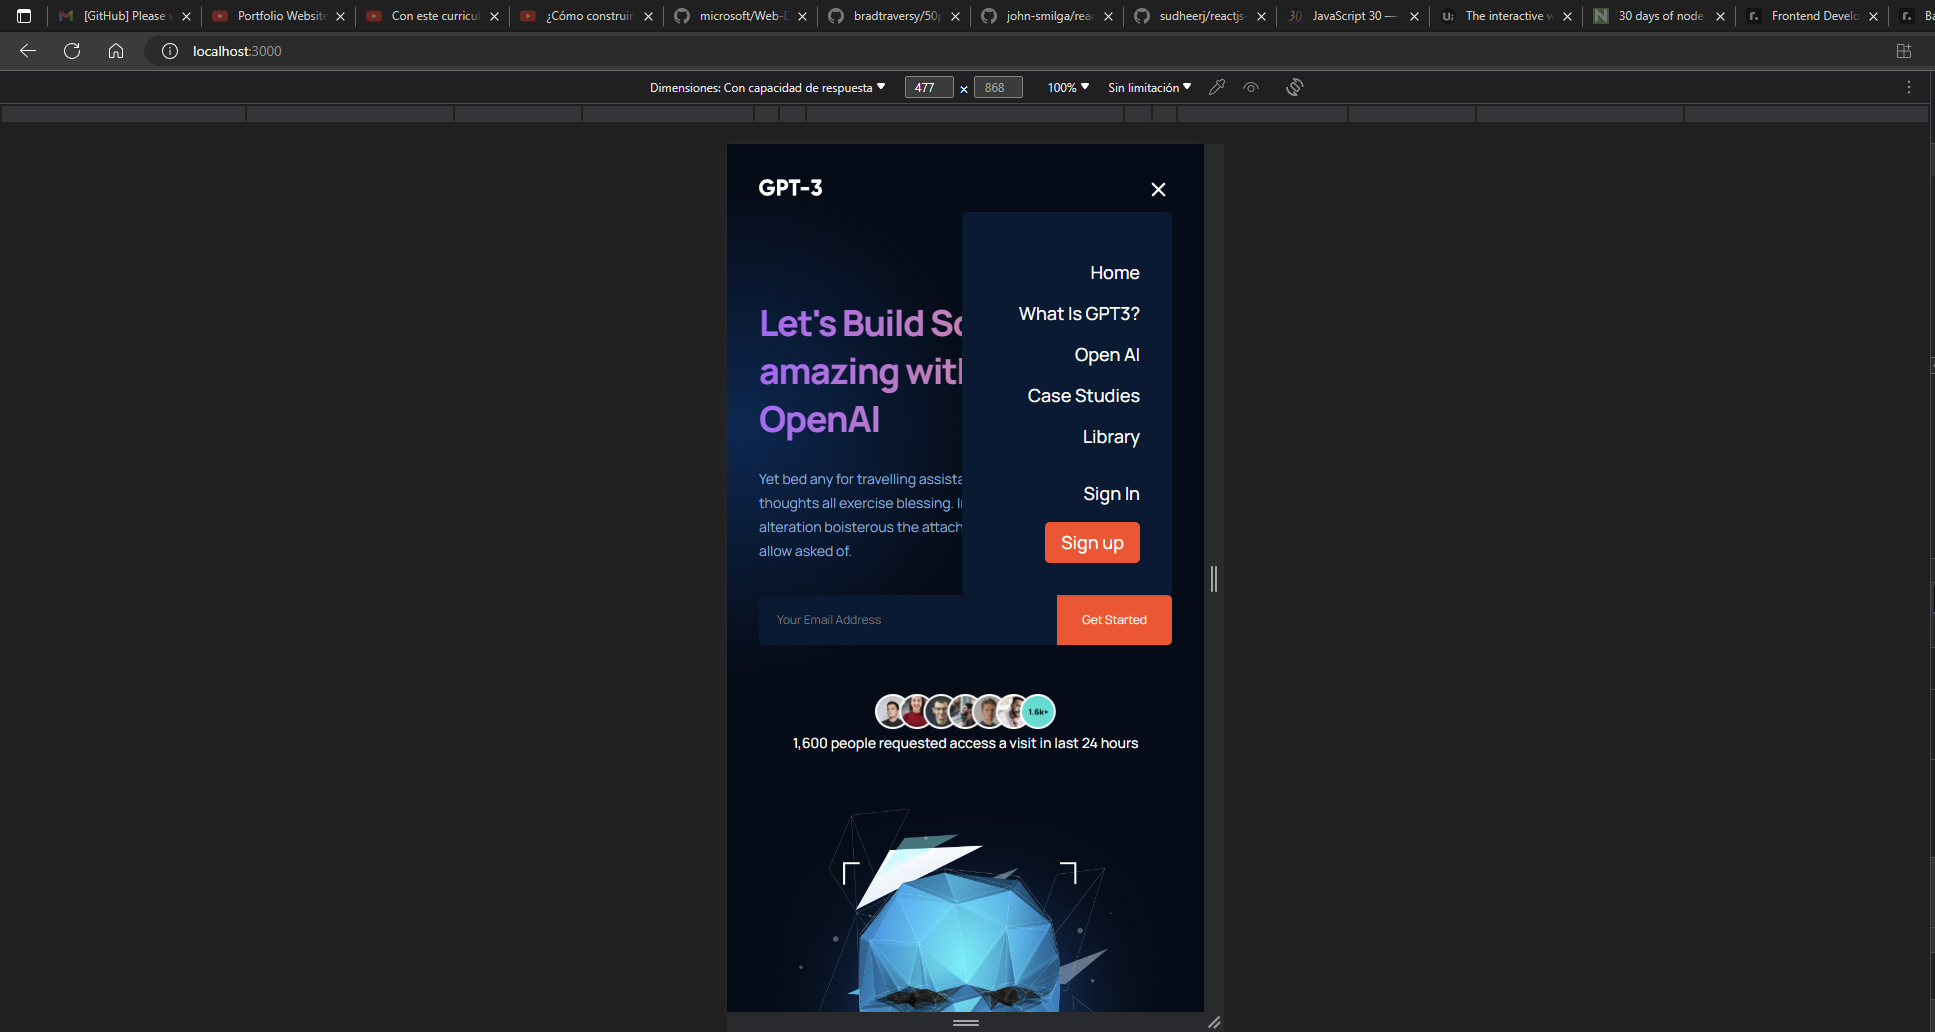 [GitHub] Please
Portfolio Website
Con este curricul
¿Cómo construir
microsoft/Web-D
bradtraversy/50p
john-smilga/reac
sudheerj/reactjs-
30 JavaScript 30 —
The interactive w
N 30 days of node
r. Frontend Develo
r. Ba
localhost:3000
Dimensiones: Con capacidad de respuesta 477 × 868 100% Sin limitación
GPT-3
Home
What Is GPT3?
Open AI
Case Studies
Library
Sign In
Sign up
Let's Build So
amazing with
OpenAI
Yet bed any for travelling assista
thoughts all exercise blessing. I
alteration boisterous the attach
allow asked of.
Your Email Address
Get Started
1.6k+
1,600 people requested access a visit in last 24 hours